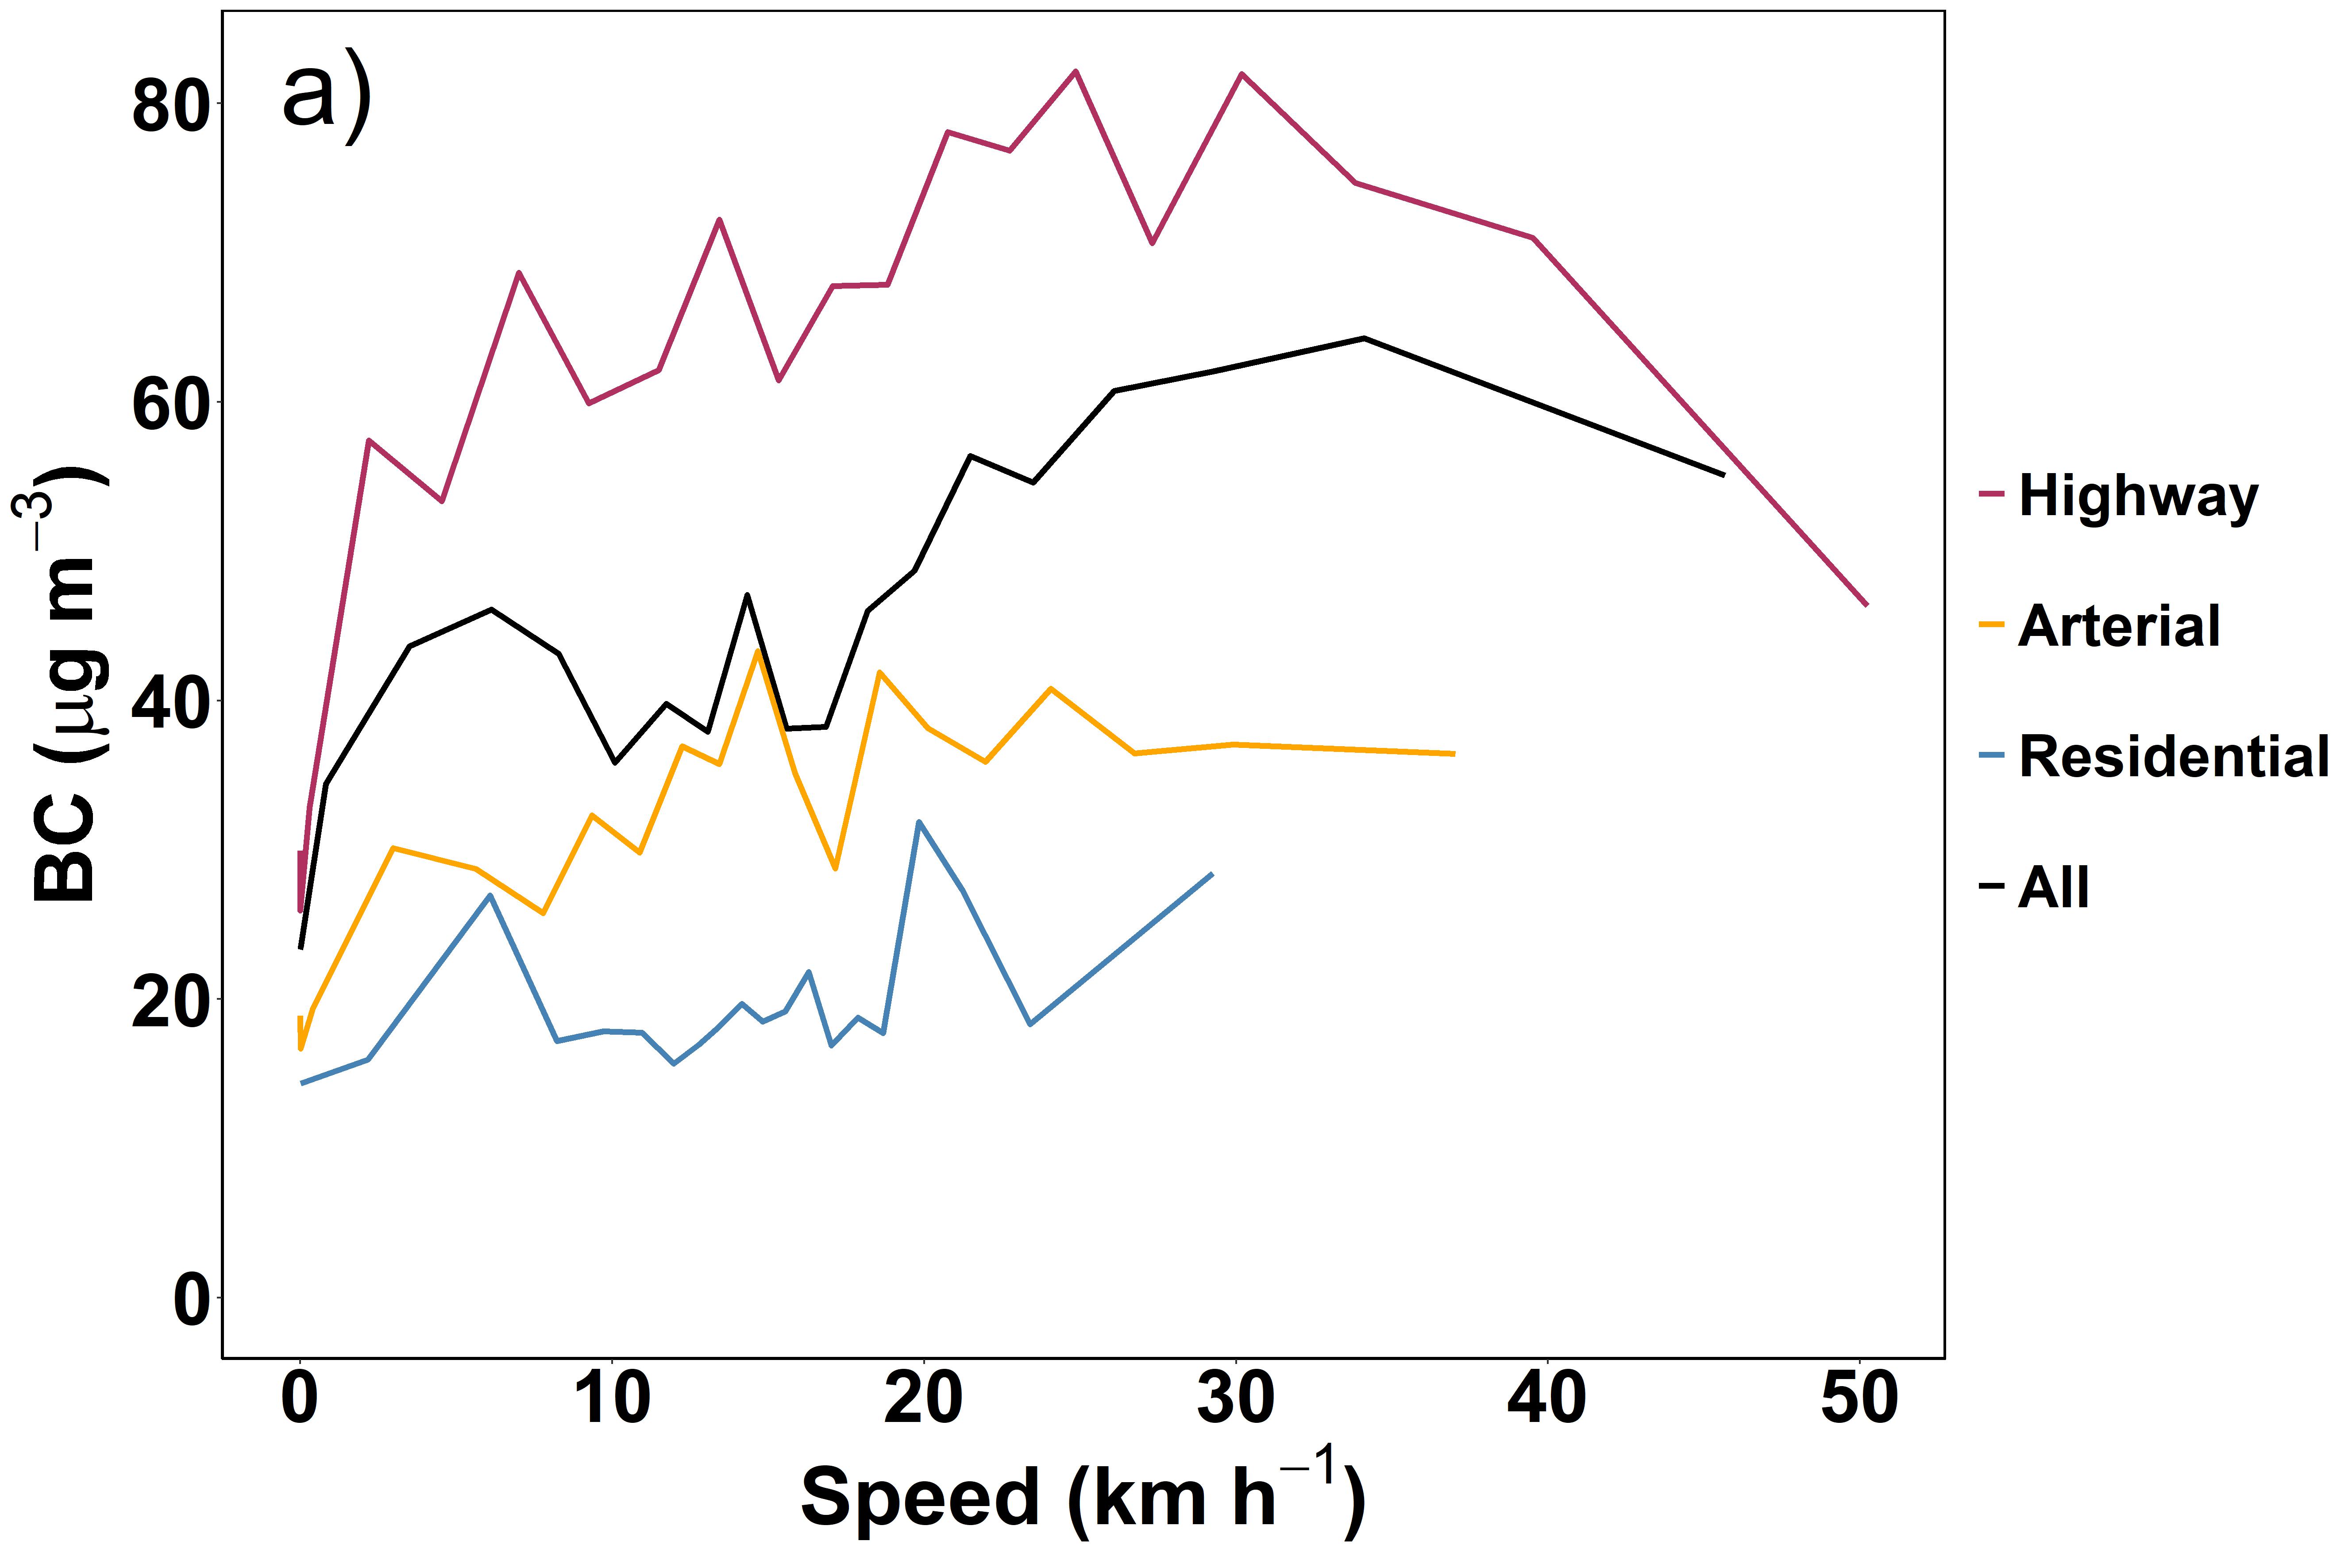 a)
80
60
40
20
0
BC (μg m⁻³)
0 10 20 30 40 50
Speed (km h⁻¹)
Highway
Arterial
Residential
All